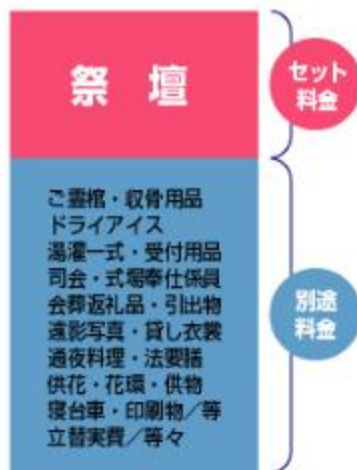 祭壇
セット
料金
ご霊棺・収骨用品
ドライアイス
湯灌一式・受付用品
司会・式場奉仕係員
会葬返礼品・引出物
遺影写真・貸し衣裳
通夜料理・法要膳
供花・花環・供物
寝台車・印刷物／等
立替実費／等々
別途
料金